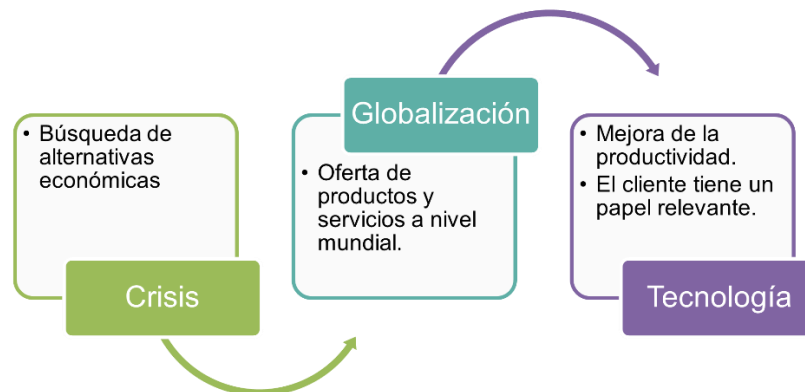 • Búsqueda de
alternativas
económicas
Crisis
Globalización
• Oferta de
productos y
servicios a nivel
mundial.
• Mejora de la
productividad.
• El cliente tiene un
papel relevante.
Tecnología